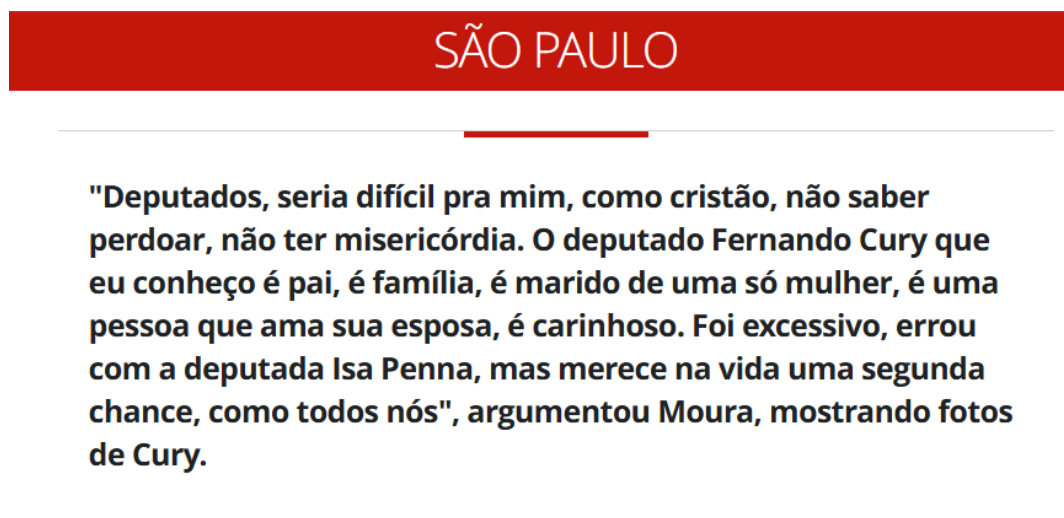 SÃO PAULO
"Deputados, seria difícil pra mim, como cristão, não saber
perdoar, não ter misericórdia. O deputado Fernando Cury que
eu conheço é pai, é família, é marido de uma só mulher, é uma
pessoa que ama sua esposa, é carinhoso. Foi excessivo, errou
com a deputada Isa Penna, mas merece na vida uma segunda
chance, como todos nós", argumentou Moura, mostrando fotos
de Cury.